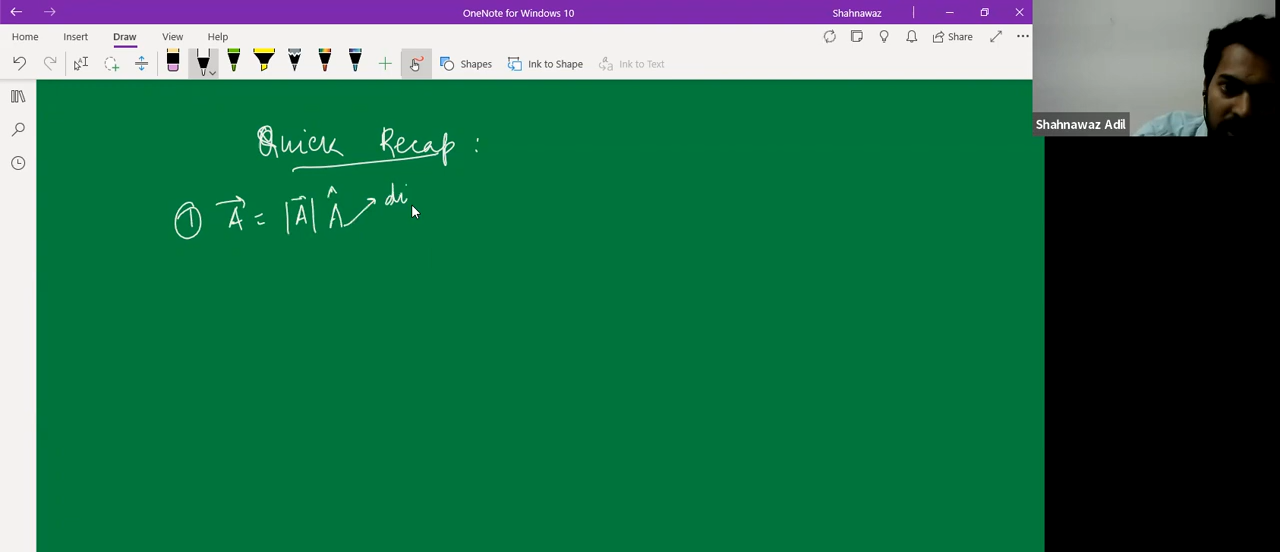 OneNote for Windows 10
Shahnawaz
Home Insert Draw View Help
Share
Shapes Ink to Shape Ink to Text
Shahnawaz Adil
Quick Recap :
① A⃗ = |A⃗| Â di